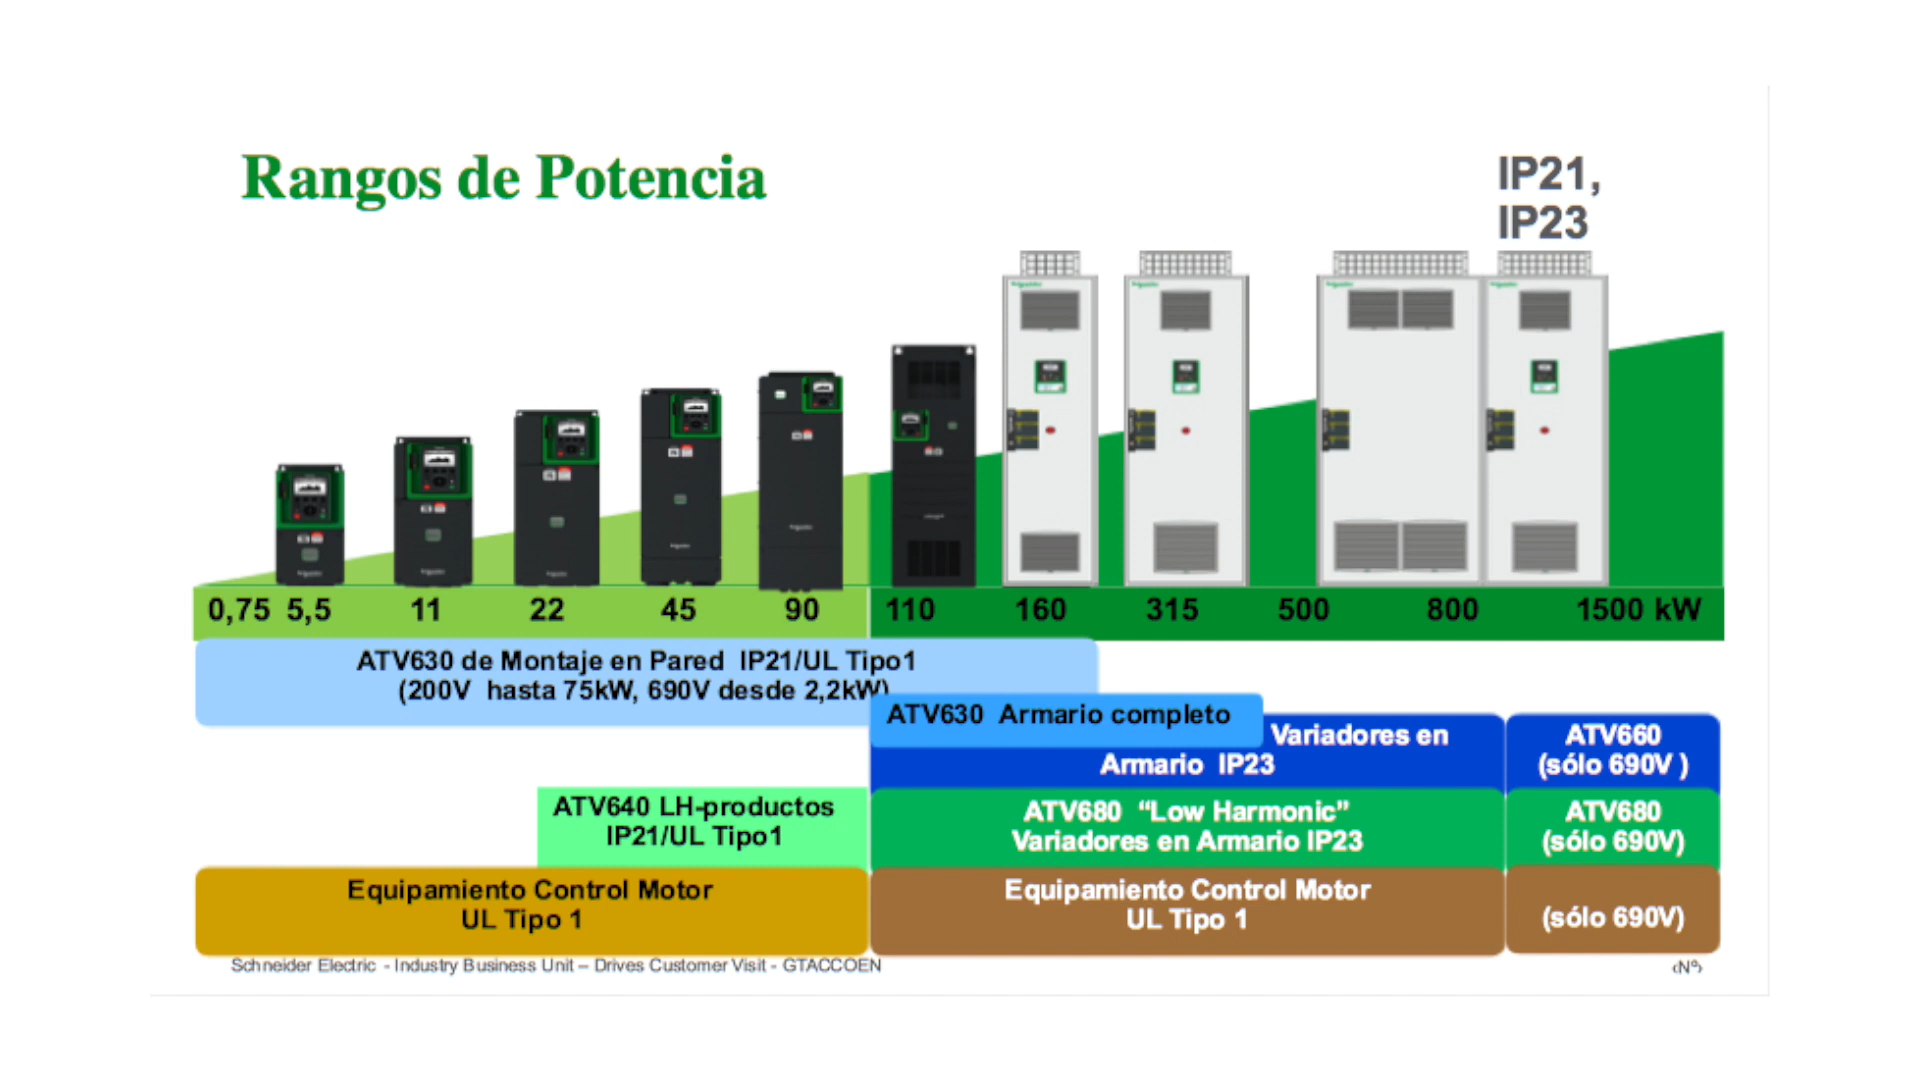 Rangos de Potencia
IP21,
IP23
0,75 5,5 11 22 45 90 110 160 315 500 800 1500 kW
ATV630 de Montaje en Pared IP21/UL Tipo1
(200V hasta 75kW, 690V desde 2,2kW)
ATV630 Armario completo
Variadores en
Armario IP23
ATV660
(sólo 690V )
ATV640 LH-productos
IP21/UL Tipo1
ATV680 “Low Harmonic”
Variadores en Armario IP23
ATV680
(sólo 690V)
Equipamiento Control Motor
UL Tipo 1
Equipamiento Control Motor
UL Tipo 1
(sólo 690V)
Schneider Electric - Industry Business Unit – Drives Customer Visit - GTACCOEN
‹Nº›